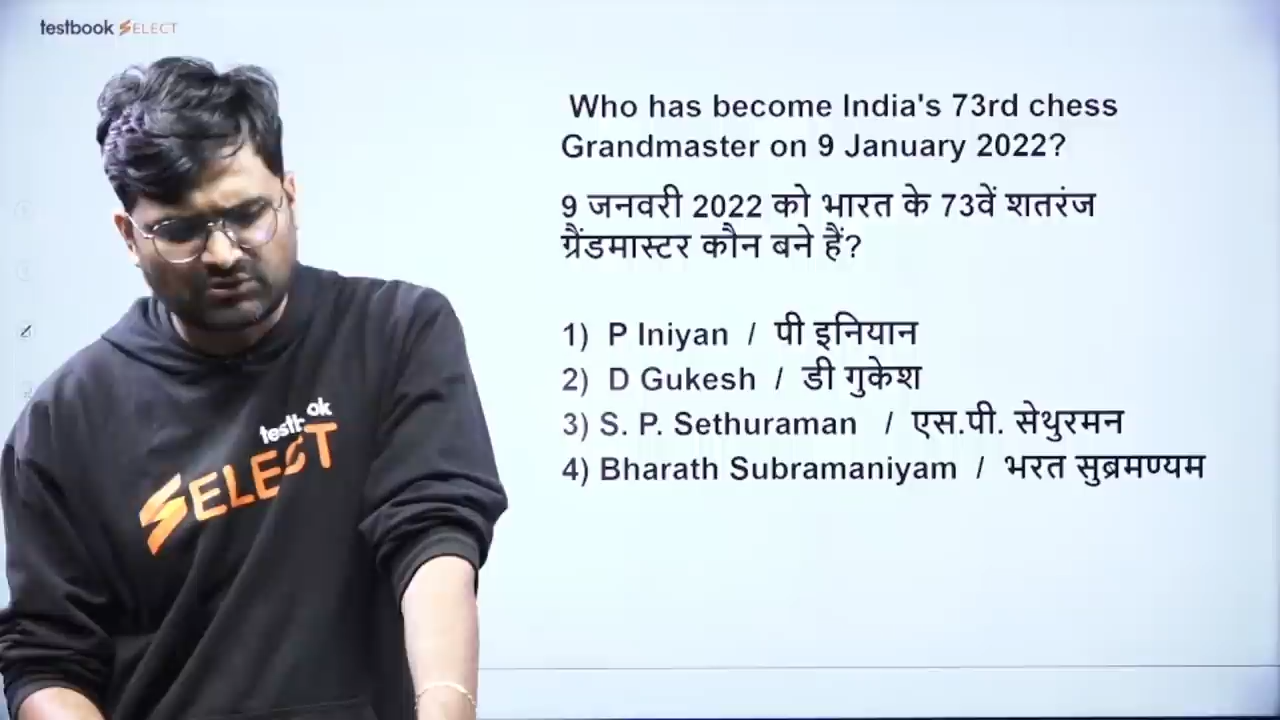 testbook SELECT
Who has become India's 73rd chess
Grandmaster on 9 January 2022?
9 जनवरी 2022 को भारत के 73वें शतरंज
ग्रैंडमास्टर कौन बने हैं?
1) P Iniyan / पी इनियान
2) D Gukesh / डी गुकेश
3) S. P. Sethuraman / एस.पी. सेथुरमन
4) Bharath Subramaniyam / भरत सुब्रमण्यम
testbook
SELECT